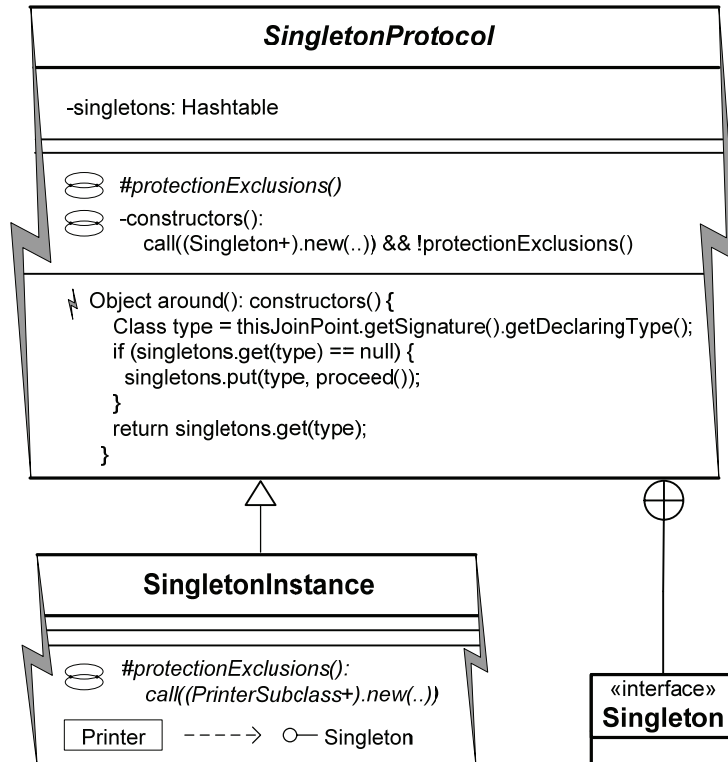 SingletonProtocol
-singletons: Hashtable
#protectionExclusions()
-constructors():
call((Singleton+).new(..)) && !protectionExclusions()
Object around(): constructors() {
Class type = thisJoinPoint.getSignature().getDeclaringType();
if (singletons.get(type) == null) {
singletons.put(type, proceed());
}
return singletons.get(type);
}
SingletonInstance
#protectionExclusions():
call((PrinterSubclass+).new(..))
Printer Singleton
«interface»
Singleton